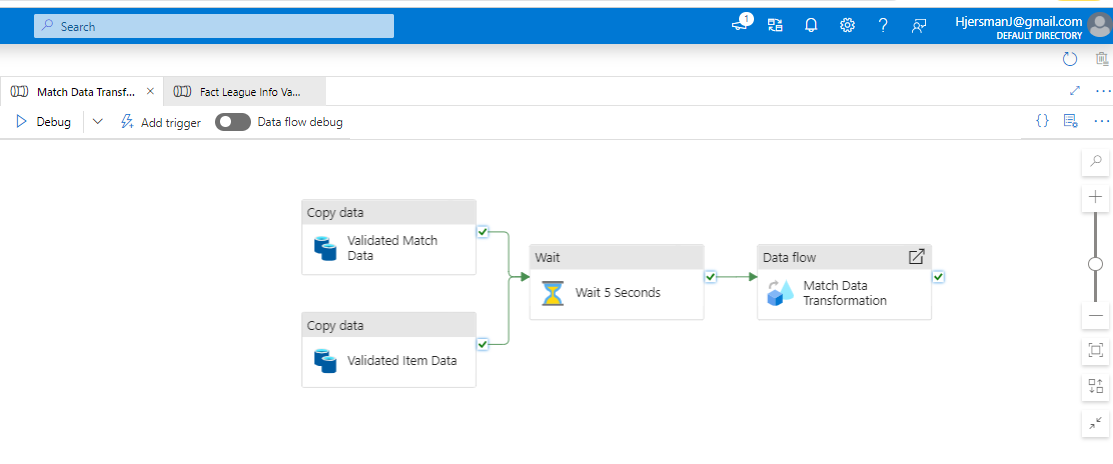 Search
1
HjersmanJ@gmail.com
DEFAULT DIRECTORY
Match Data Transf...
Fact League Info Va...
Debug
Add trigger
Data flow debug
Copy data
Validated Match
Data
Wait
Wait 5 Seconds
Data flow
Match Data
Transformation
Copy data
Validated Item Data